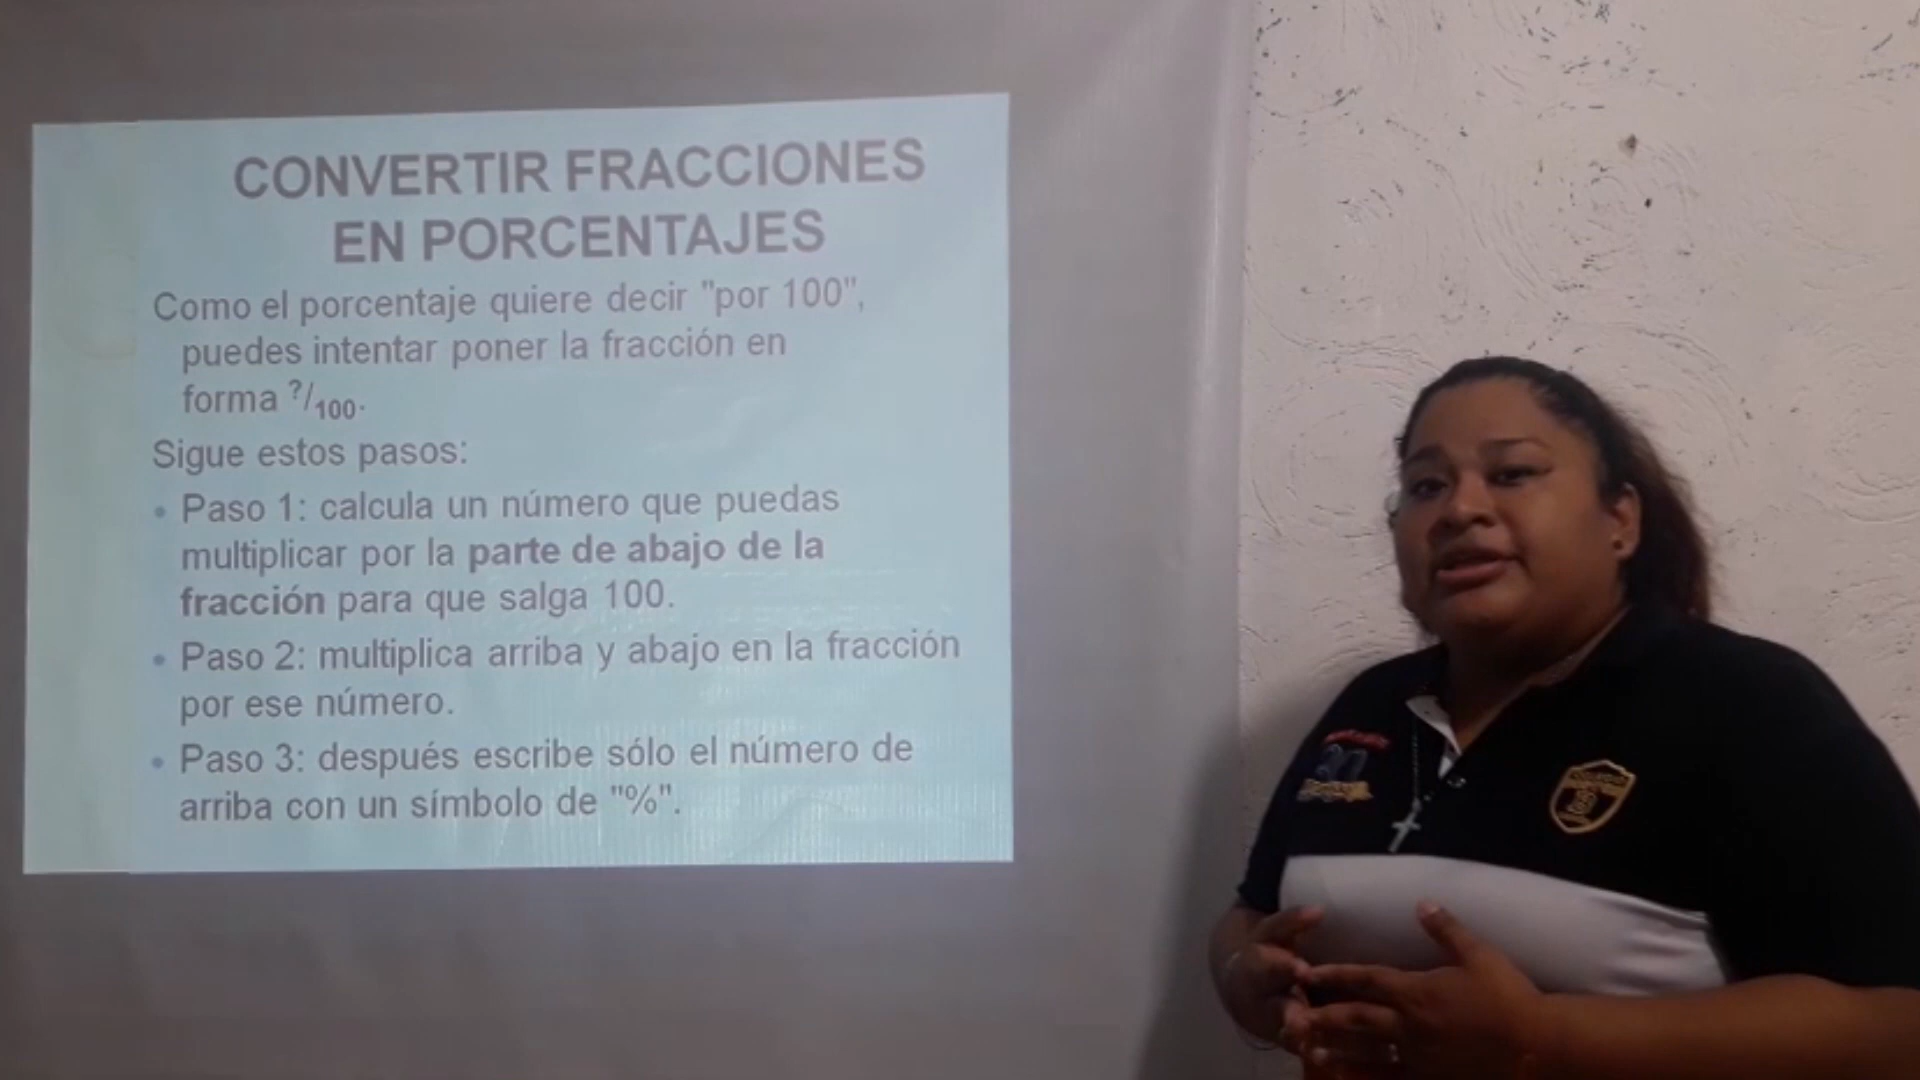 CONVERTIR FRACCIONES
EN PORCENTAJES
Como el porcentaje quiere decir "por 100",
puedes intentar poner la fracción en
forma ?/100.
Sigue estos pasos:
• Paso 1: calcula un número que puedas
multiplicar por la parte de abajo de la
fracción para que salga 100.
• Paso 2: multiplica arriba y abajo en la fracción
por ese número.
• Paso 3: después escribe sólo el número de
arriba con un símbolo de "%".